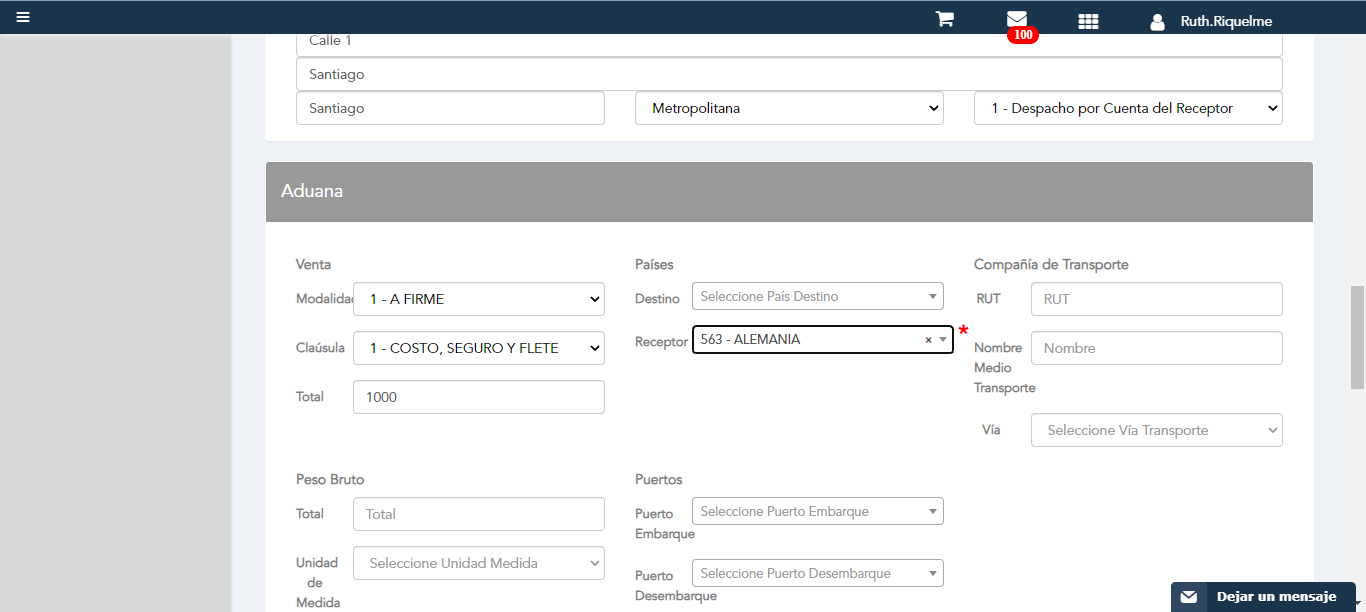 100
Ruth.Riquelme
Calle 1
Santiago
Santiago
Metropolitana
1 - Despacho por Cuenta del Receptor
Aduana
Venta
Modalidad
1 - A FIRME
Claúsula
1 - COSTO, SEGURO Y FLETE
Total
1000
Países
Destino
Seleccione País Destino
Receptor
563 - ALEMANIA
× 
*
Compañía de Transporte
RUT
RUT
Nombre
Medio
Transporte
Nombre
Vía
Seleccione Vía Transporte
Peso Bruto
Total
Total
Unidad
de
Medida
Seleccione Unidad Medida
Puertos
Puerto
Embarque
Seleccione Puerto Embarque
Puerto
Desembarque
Seleccione Puerto Desembarque
Dejar un mensaje